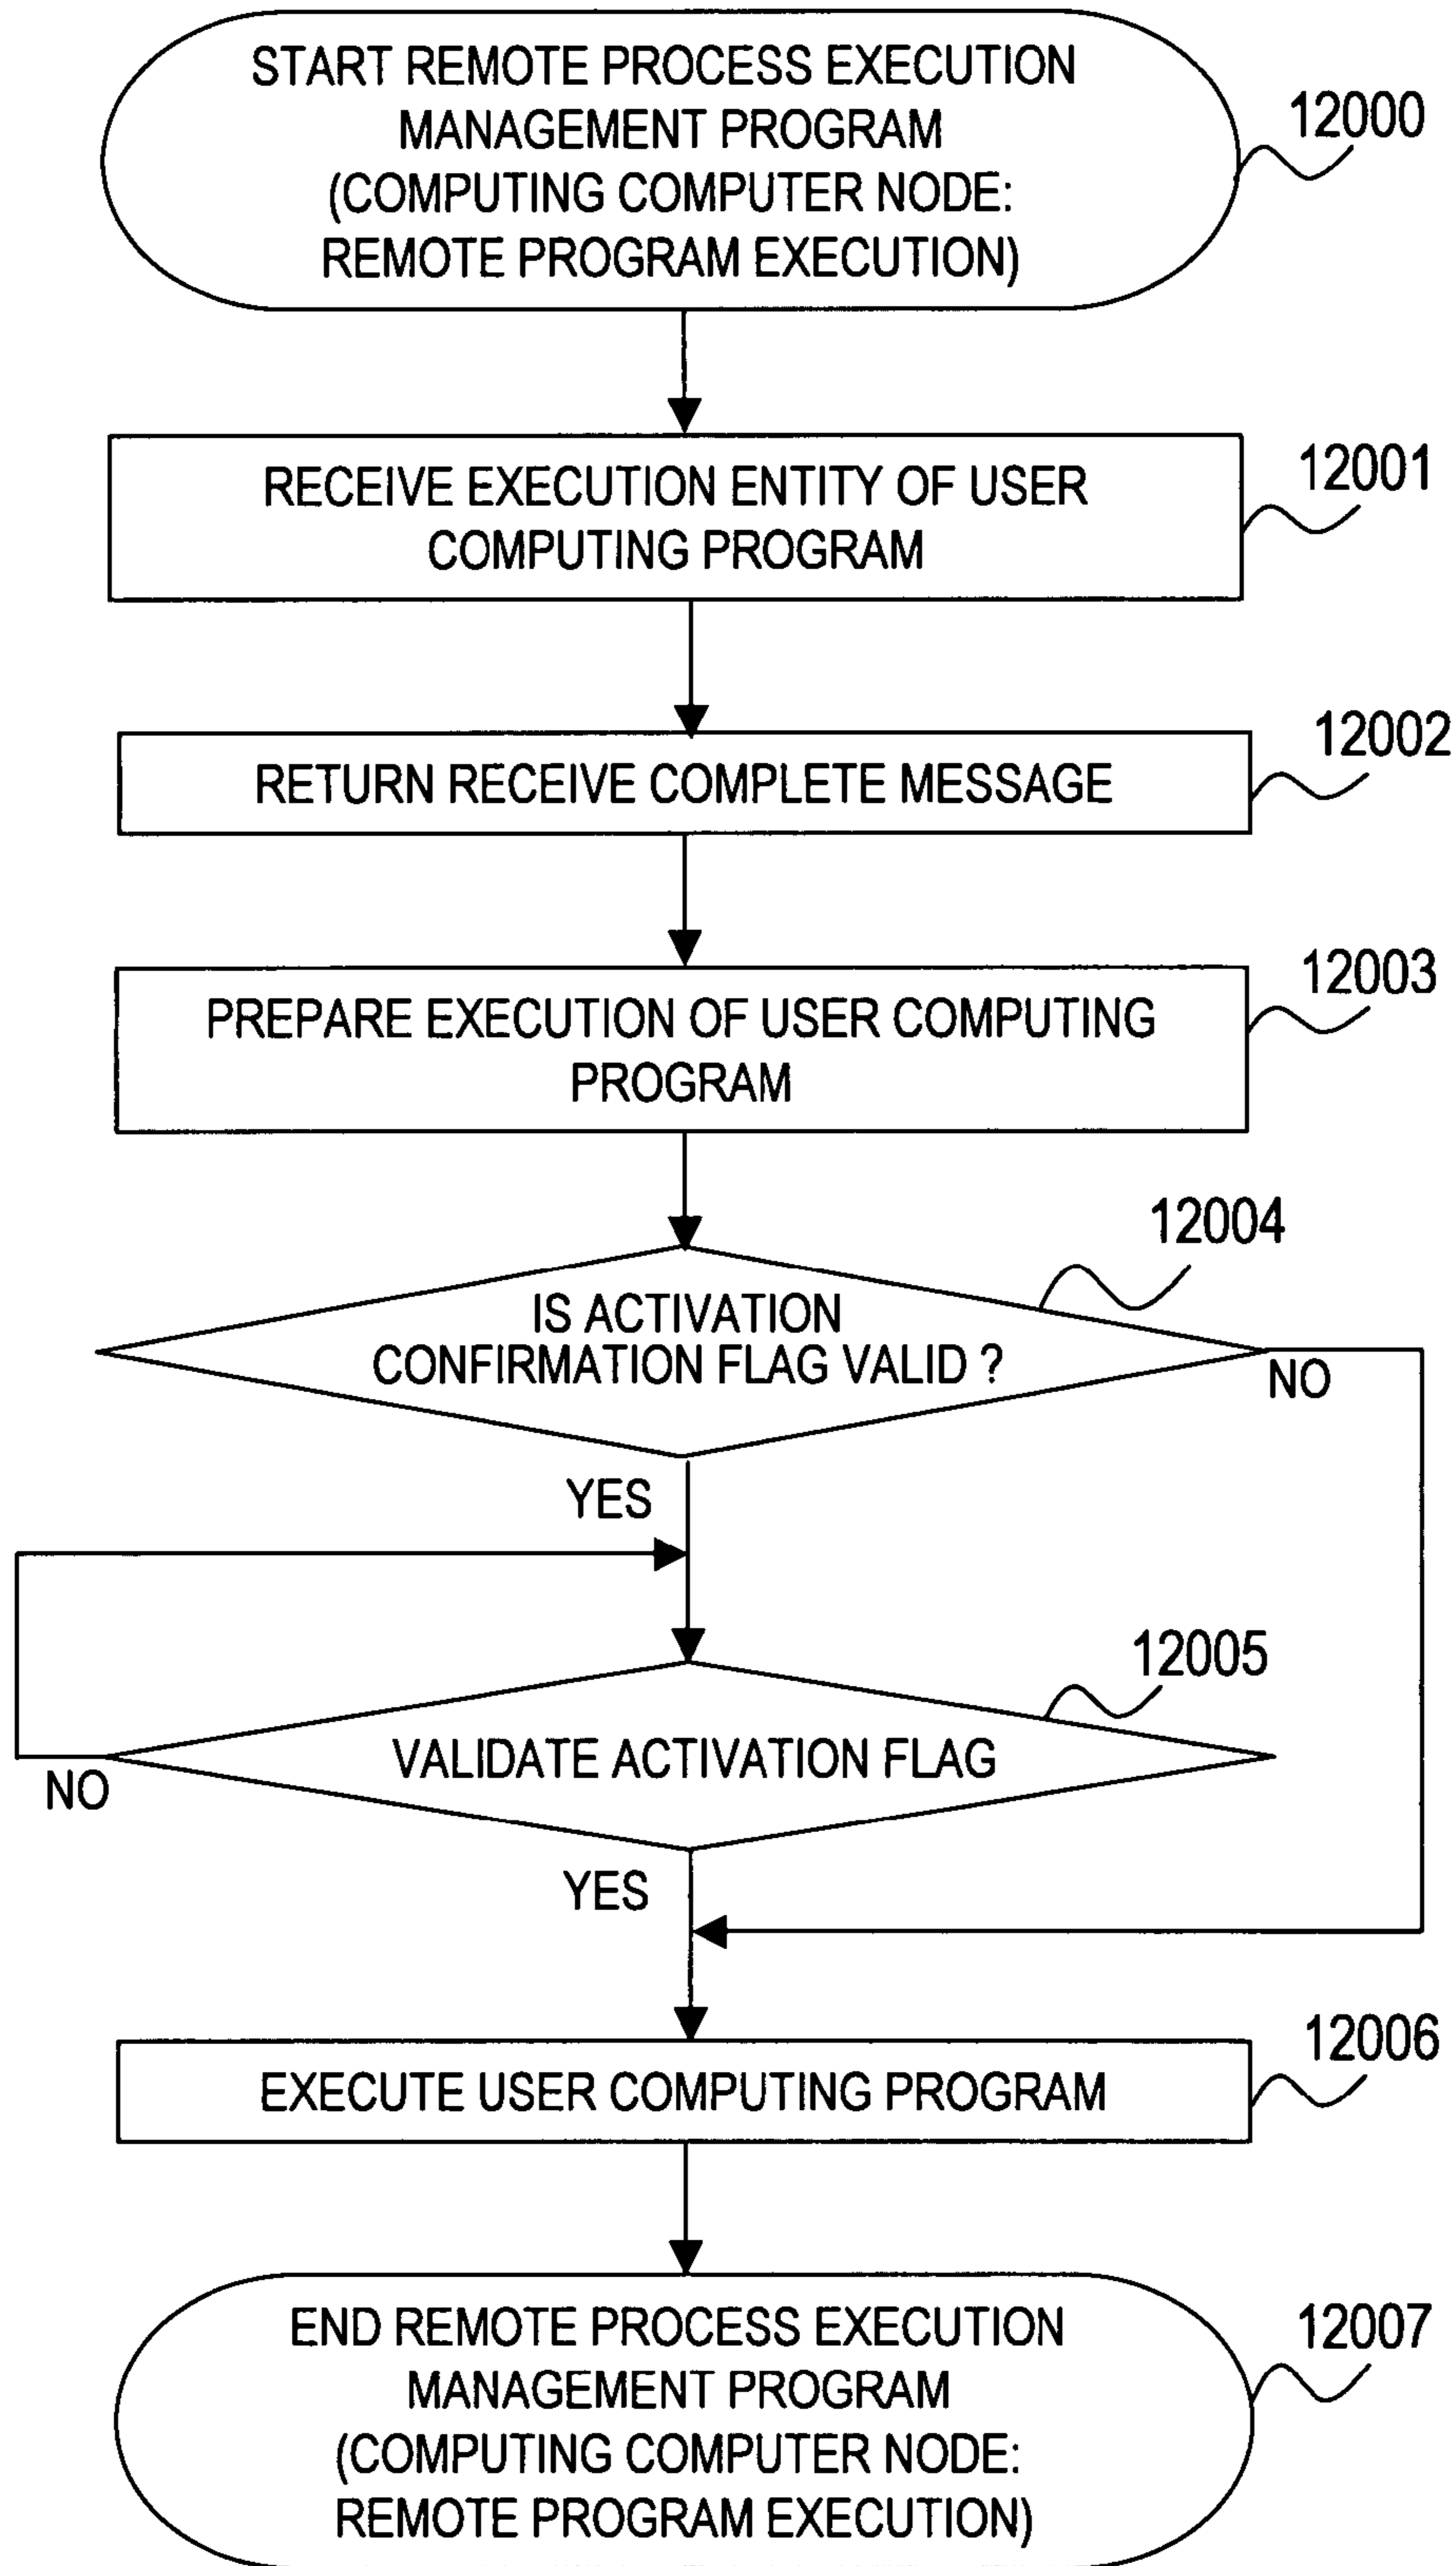 START REMOTE PROCESS EXECUTION
MANAGEMENT PROGRAM
(COMPUTING COMPUTER NODE:
REMOTE PROGRAM EXECUTION)
12000
RECEIVE EXECUTION ENTITY OF USER
COMPUTING PROGRAM
12001
RETURN RECEIVE COMPLETE MESSAGE
12002
PREPARE EXECUTION OF USER COMPUTING
PROGRAM
12003
12004
IS ACTIVATION
CONFIRMATION FLAG VALID ?
NO
YES
12005
VALIDATE ACTIVATION FLAG
NO
YES
EXECUTE USER COMPUTING PROGRAM
12006
END REMOTE PROCESS EXECUTION
MANAGEMENT PROGRAM
(COMPUTING COMPUTER NODE:
REMOTE PROGRAM EXECUTION)
12007